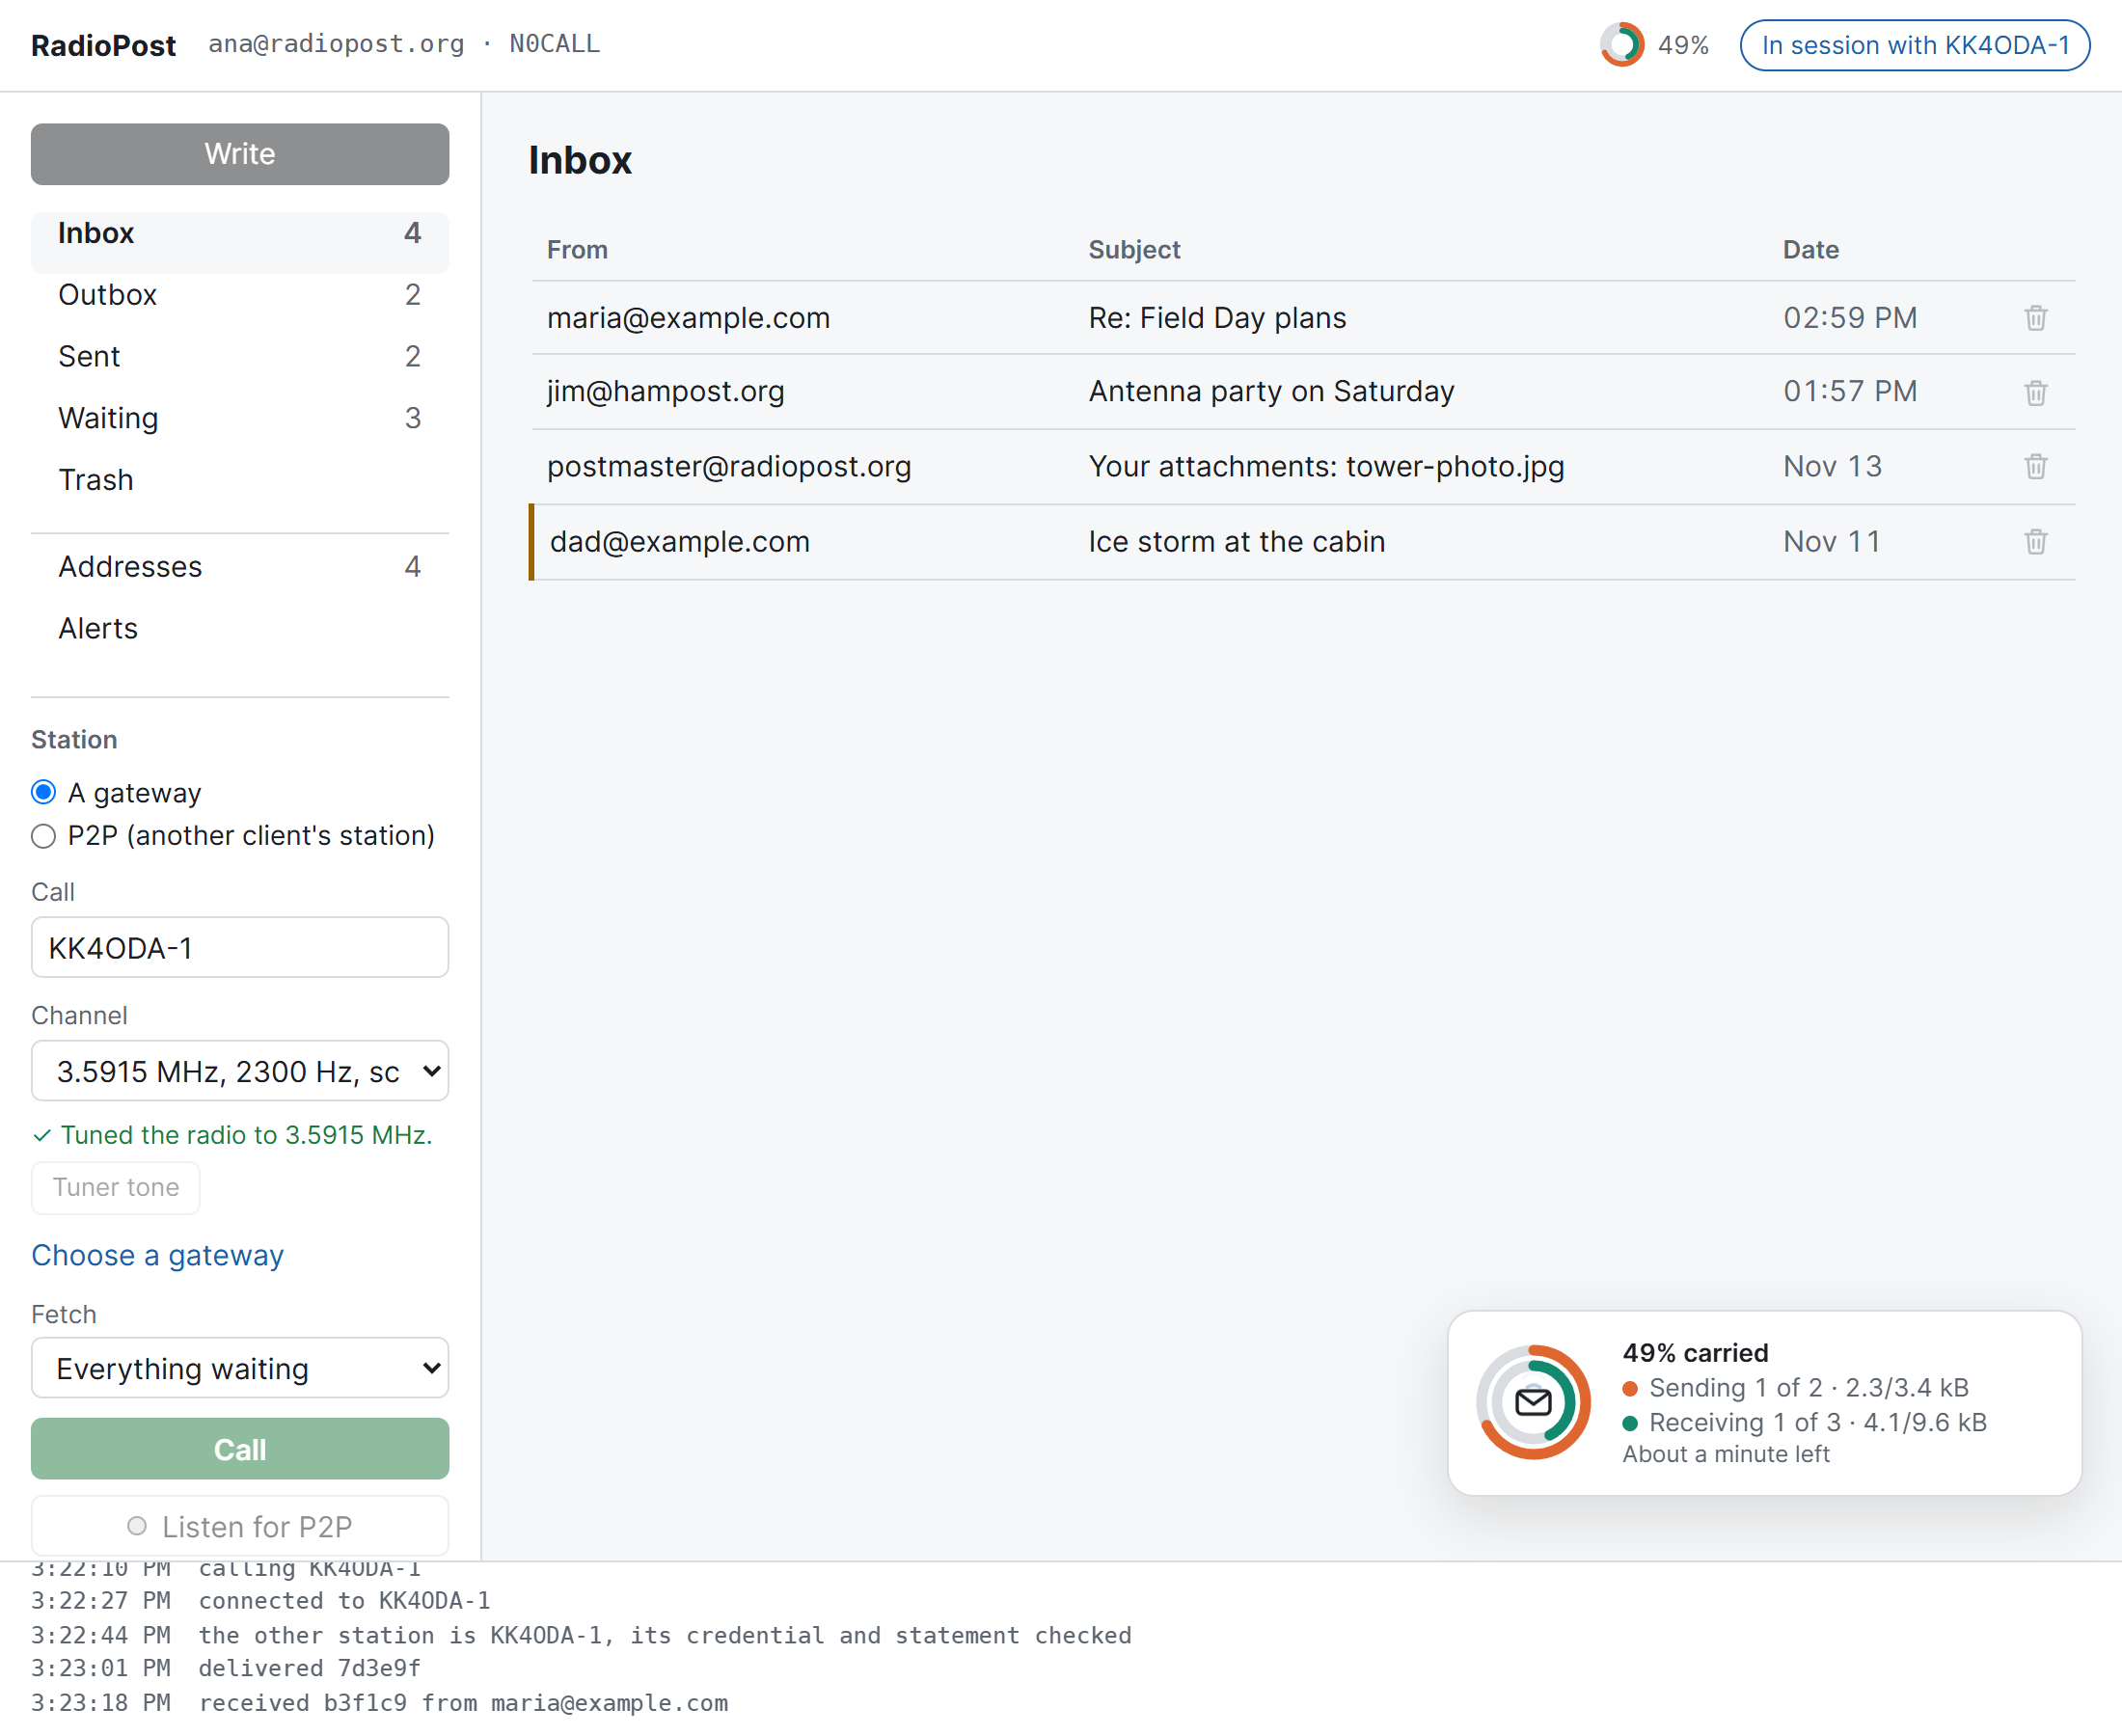 RadioPost ana@radiopost.org · N0CALL 49% In session with KK4ODA-1
Write
Inbox 4
Outbox 2
Sent 2
Waiting 3
Trash
Addresses 4
Alerts
Station
A gateway
P2P (another client's station)
Call
KK4ODA-1
Channel
3.5915 MHz, 2300 Hz, sc
✓ Tuned the radio to 3.5915 MHz.
Tuner tone
Choose a gateway
Fetch
Everything waiting
Call
Listen for P2P
Inbox
From Subject Date
maria@example.com Re: Field Day plans 02:59 PM
jim@hampost.org Antenna party on Saturday 01:57 PM
postmaster@radiopost.org Your attachments: tower-photo.jpg Nov 13
dad@example.com Ice storm at the cabin Nov 11
49% carried
Sending 1 of 2 · 2.3/3.4 kB
Receiving 1 of 3 · 4.1/9.6 kB
About a minute left
3:22:10 PM calling KK4ODA-1
3:22:27 PM connected to KK4ODA-1
3:22:44 PM the other station is KK4ODA-1, its credential and statement checked
3:23:01 PM delivered 7d3e9f
3:23:18 PM received b3f1c9 from maria@example.com